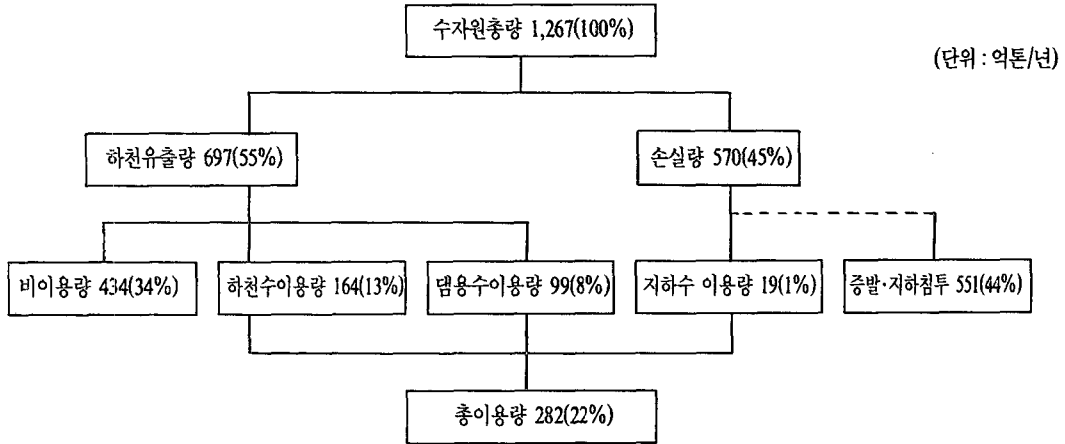 수자원총량 1,267(100%)
(단위 : 억톤/년)
하천유출량 697(55%)
손실량 570(45%)
비이용량 434(34%)
하천수이용량 164(13%)
댐용수이용량 99(8%)
지하수 이용량 19(1%)
증발·지하침투 551(44%)
총이용량 282(22%)